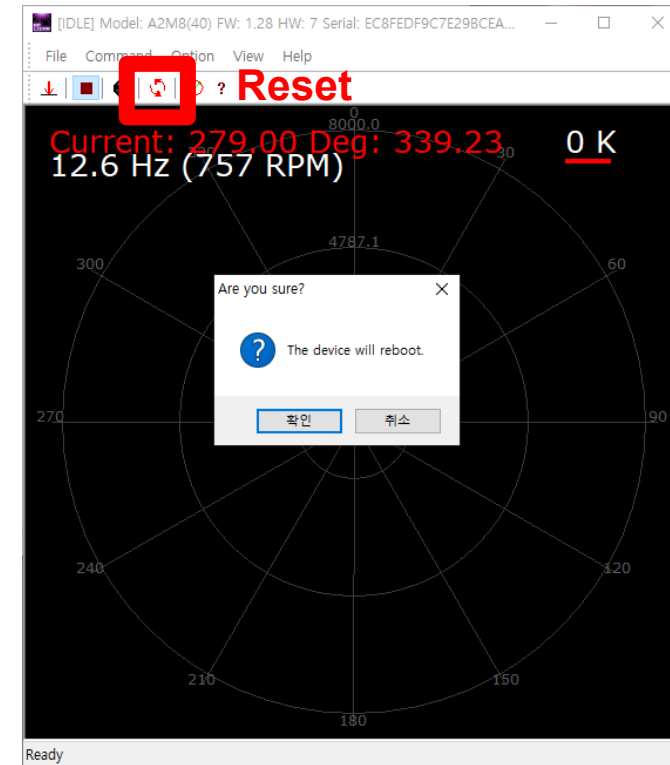 [IDLE] Model: A2M8(40) FW: 1.28 HW: 7 Serial: EC8FEDF9C7E29BCEA...
File Command Option View Help
? Reset
0
8000.0
Current: 279.00 Deg: 339.23 0 K
30
12.6 Hz (757 RPM)
4787.1
300 60
Are you sure?
? The device will reboot.
확인 취소
270 90
240 120
210 150
180
Ready